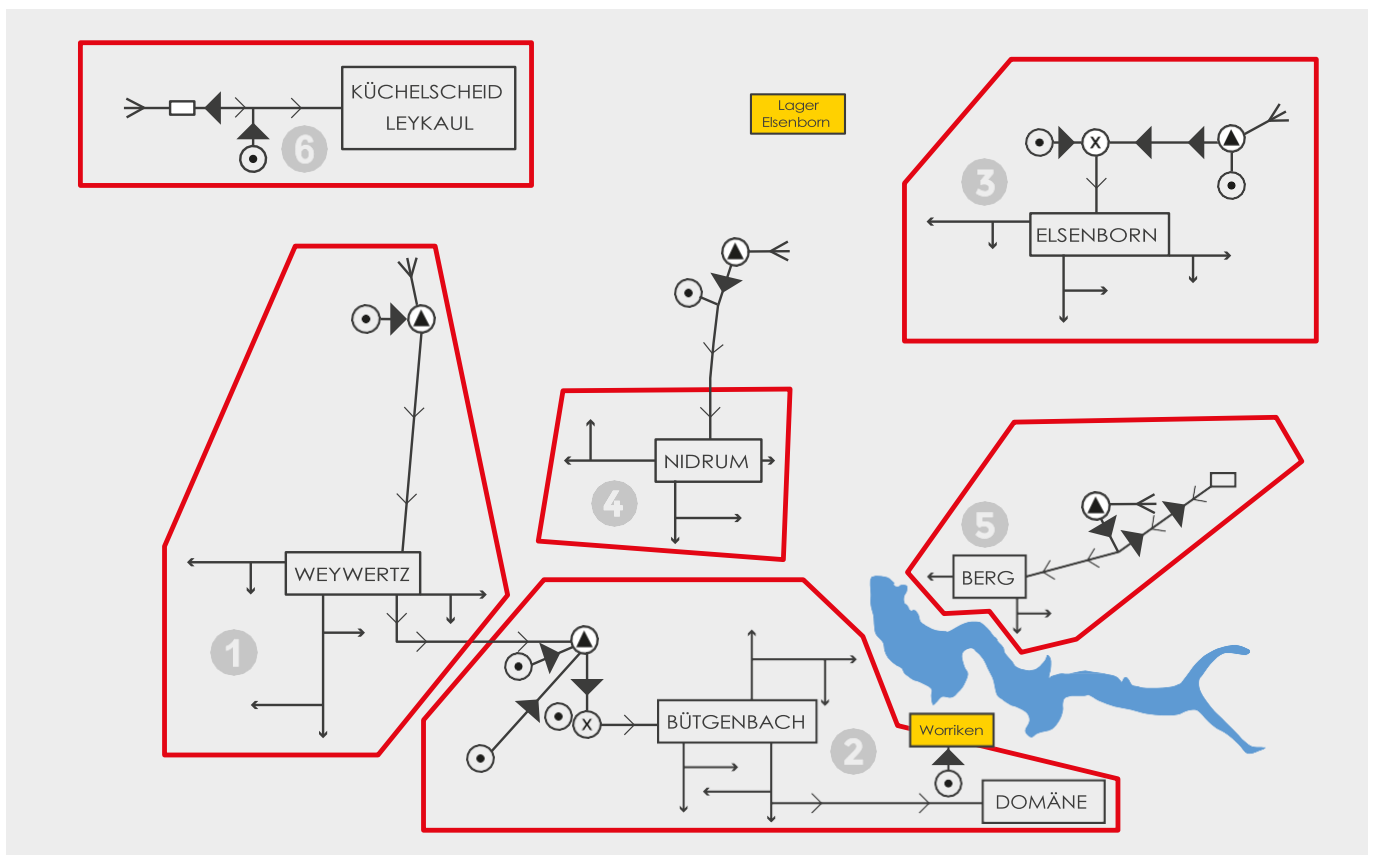 KÜCHELSCHEID
LEYKAUL
6
Lager
Elsenborn
X
3
ELSENBORN
NIDRUM
4
5
BERG
WEYWERTZ
1
X
BÜTGENBACH
2
Worriken
DOMÄNE